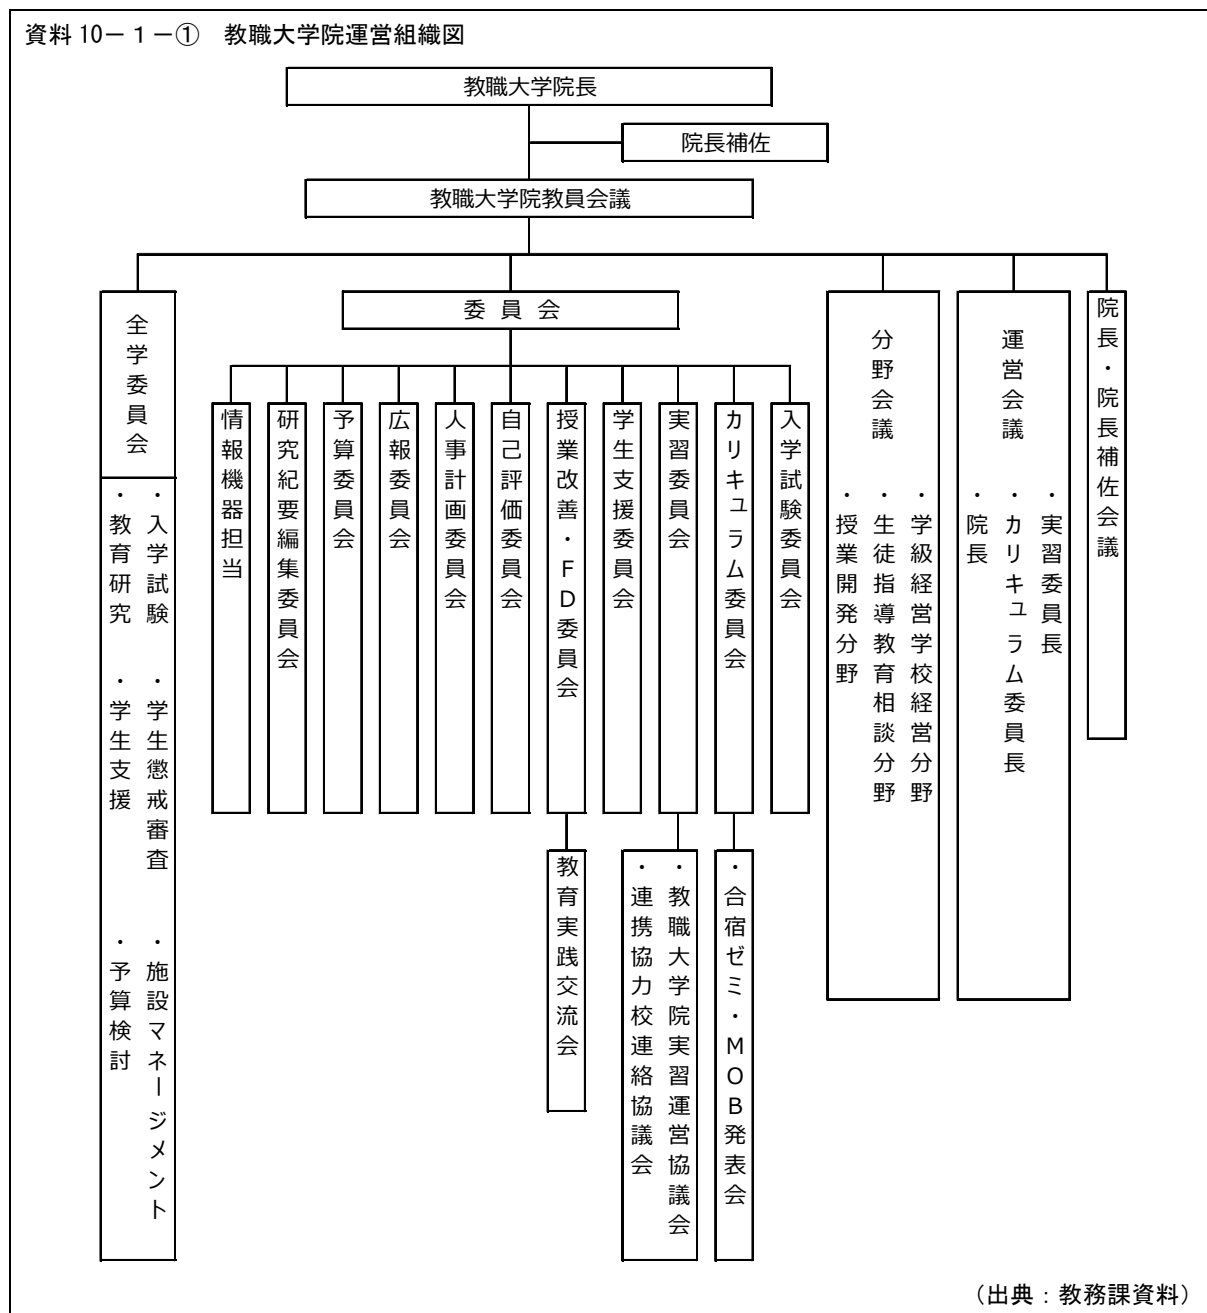 資料 10－１－① 教職大学院運営組織図
教職大学院長
院長補佐
教職大学院教員会議
院長・院長補佐会議
運営会議
・実習委員長
・カリキュラム委員長
・院長
分野会議
・学級経営学校経営分野
・生徒指導教育相談分野
・授業開発分野
委員会
入学試験委員会
カリキュラム委員会
・合宿ゼミ・ＭＯＢ発表会
実習委員会
・教職大学院実習運営協議会
・連携協力校連絡協議会
学生支援委員会
授業改善・ＦＤ委員会
教育実践交流会
自己評価委員会
人事計画委員会
広報委員会
予算委員会
研究紀要編集委員会
情報機器担当
全学委員会
・入学試験 ・学生懲戒審査 ・施設マネージメント
・教育研究 ・学生支援 ・予算検討
（出典：教務課資料）